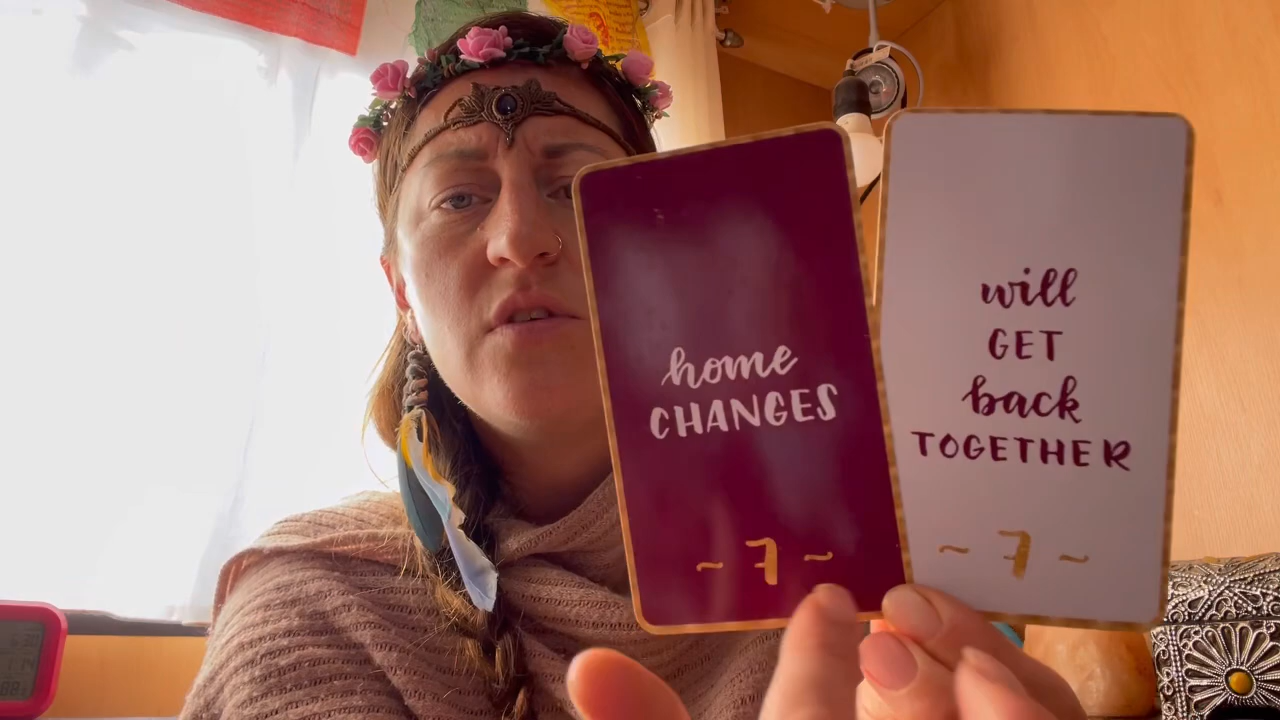 home
CHANGES
~ 7 ~
will
GET
back
TOGETHER
~ 7 ~